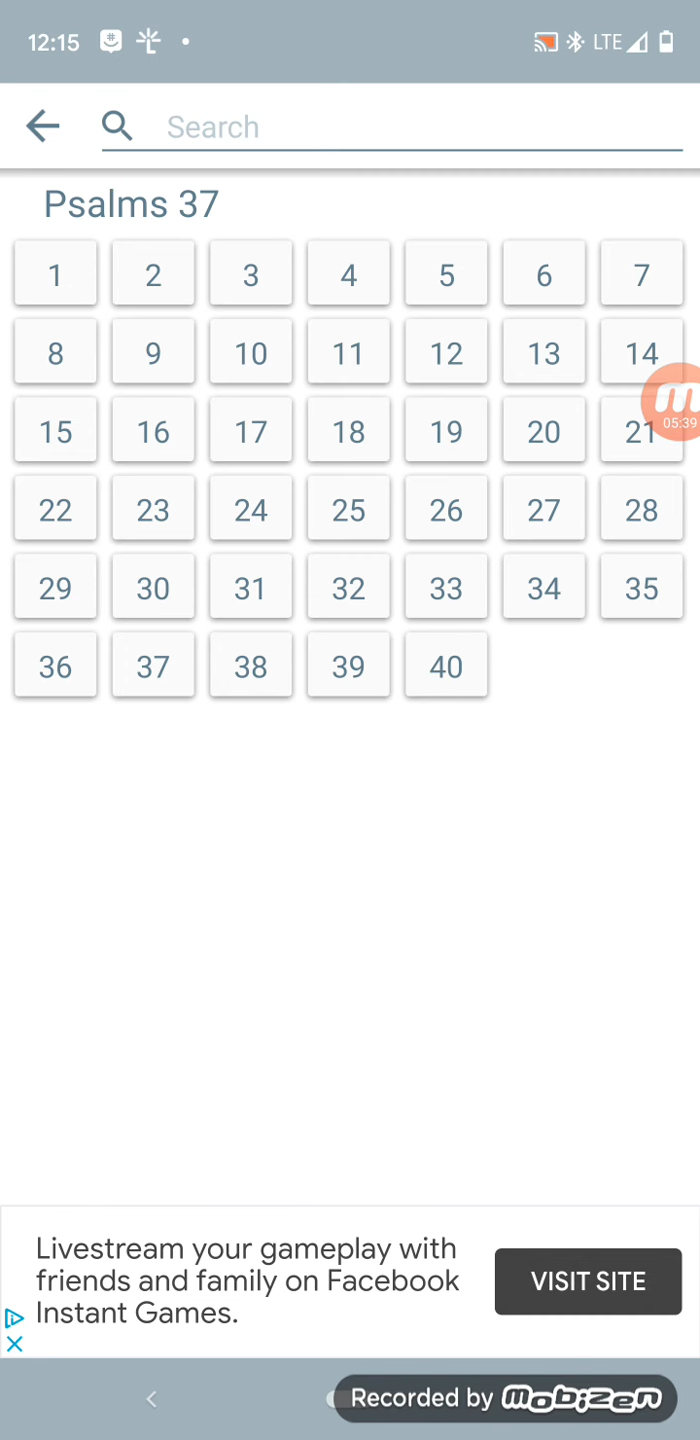 12:15 LTE
Search
Psalms 37
1 2 3 4 5 6 7
8 9 10 11 12 13 14
15 16 17 18 19 20 21
05:39
22 23 24 25 26 27 28
29 30 31 32 33 34 35
36 37 38 39 40
Livestream your gameplay with
friends and family on Facebook
Instant Games.
VISIT SITE
Recorded by Mobizen